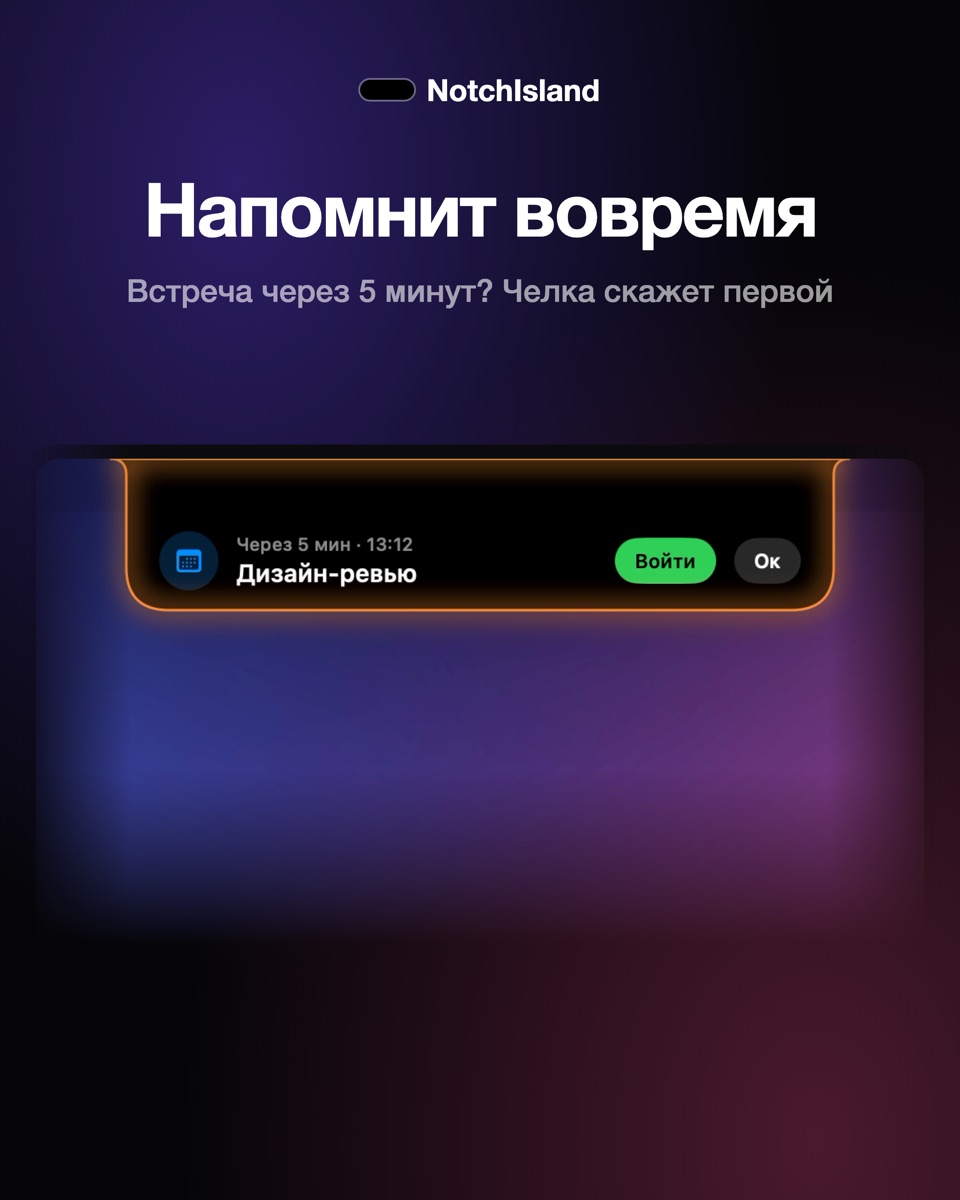 NotchIsland
Напомнит вовремя
Встреча через 5 минут? Челка скажет первой
Через 5 мин · 13:12
Дизайн-ревью
Войти
Ок